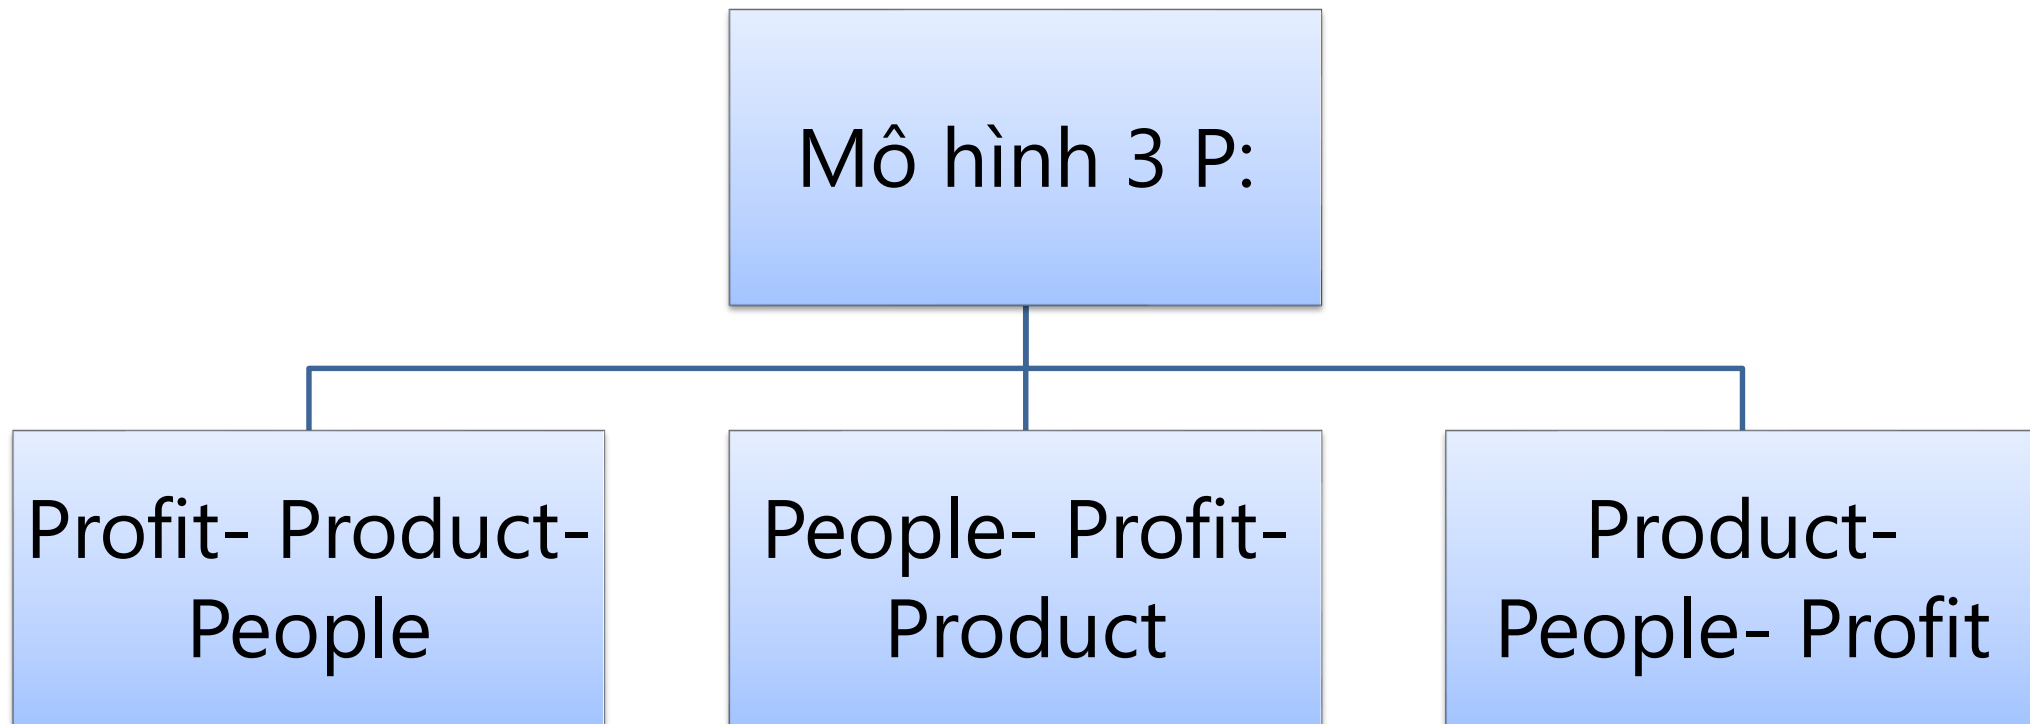 Mô hình 3 P:
Profit- Product-
People
People- Profit-
Product
Product-
People- Profit